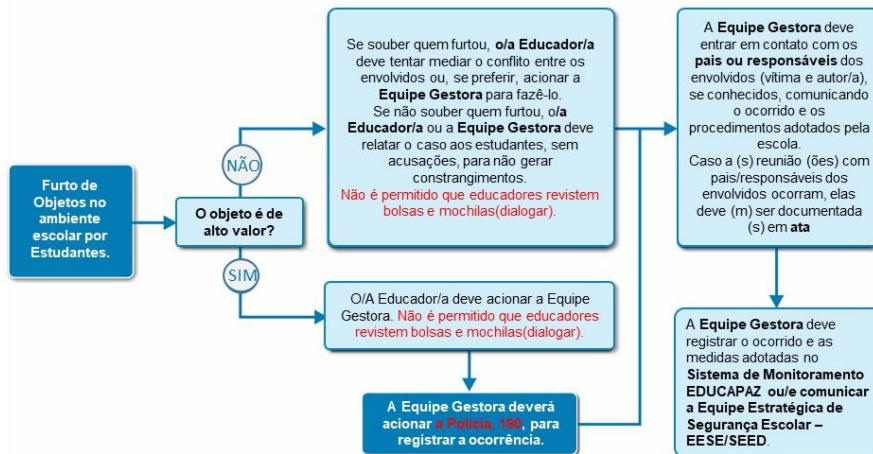 Furto de
Objetos no
ambiente
escolar por
Estudantes.
O objeto é de
alto valor?
NÃO
SIM
Se souber quem furtou, o/a Educador/a
deve tentar mediar o conflito entre os
envolvidos ou, se preferir, acionar a
Equipe Gestora para fazê-lo.
Se não souber quem furtou, o/a
Educador/a ou a Equipe Gestora deve
relatar o caso aos estudantes, sem
acusações, para não gerar
constrangimentos.
Não é permitido que educadores revistem
bolsas e mochilas(dialogar).
O/A Educador/a deve acionar a Equipe
Gestora. Não é permitido que educadores
revistem bolsas e mochilas(dialogar).
A Equipe Gestora deverá
acionar a Polícia, 190, para
registrar a ocorrência.
A Equipe Gestora deve
entrar em contato com os
pais ou responsáveis dos
envolvidos (vítima e autor/a),
se conhecidos, comunicando
o ocorrido e os
procedimentos adotados pela
escola.
Caso a (s) reunião (ões) com
pais/responsáveis dos
envolvidos ocorram, elas
deve (m) ser documentada
(s) em ata
A Equipe Gestora deve
registrar o ocorrido e as
medidas adotadas no
Sistema de Monitoramento
EDUCAPAZ ou/e comunicar
a Equipe Estratégica de
Segurança Escolar –
EESE/SEED.